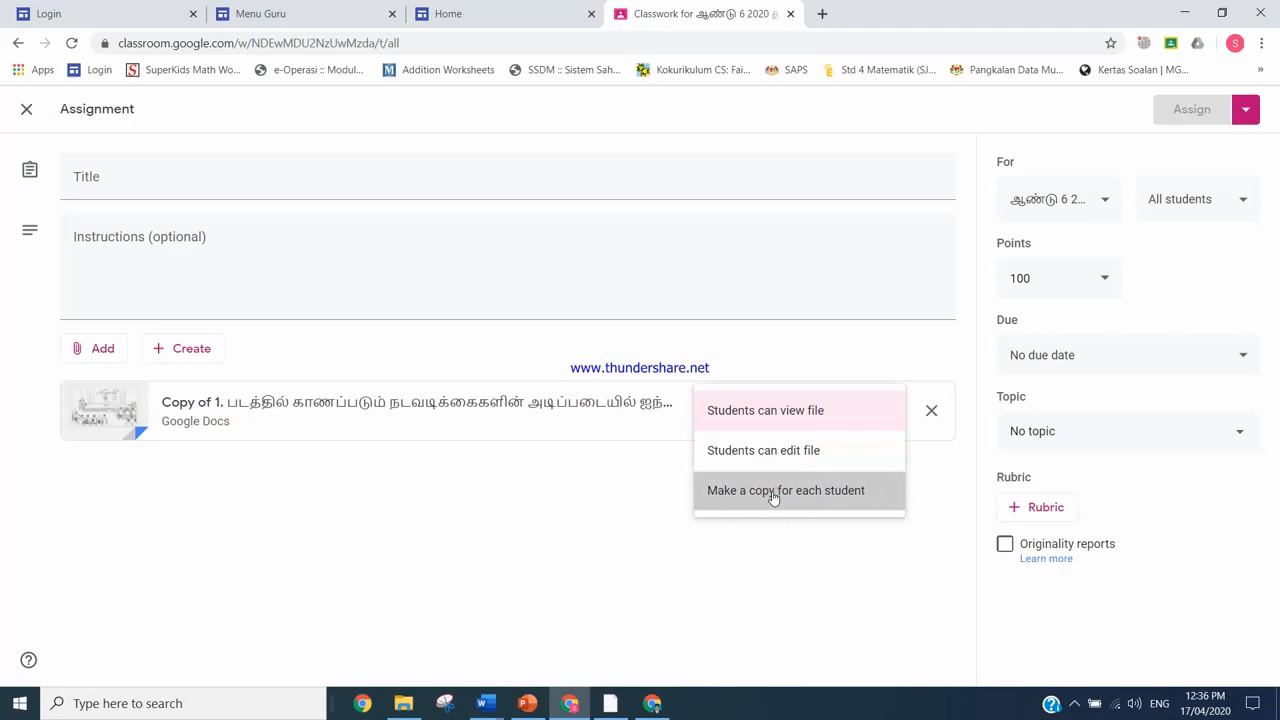 Login
Menu Guru
Home
Classwork for ஆண்டு 6 2020
classroom.google.com/w/NDEwMDU2NzUwMzda/t/all
S
Apps
Login
SuperKids Math Wo...
e-Operasi :: Modul...
Addition Worksheets
SSDM :: Sistem Sah...
Kokurikulum CS: Fai...
SAPS
Std 4 Matematik (SJ...
Pangkalan Data Mu...
Kertas Soalan | MG...
»
Assignment
Assign
Title
Instructions (optional)
Add
Create
www.thundershare.net
Copy of 1. படத்தில் காணப்படும் நடவடிக்கைகளின் அடிப்படையில் ஐந்...
Google Docs
Students can view file
Students can edit file
Make a copy for each student
For
ஆண்டு 6 2...
All students
Points
100
Due
No due date
Topic
No topic
Rubric
Rubric
Originality reports
Learn more
Type here to search
ENG
12:36 PM
17/04/2020